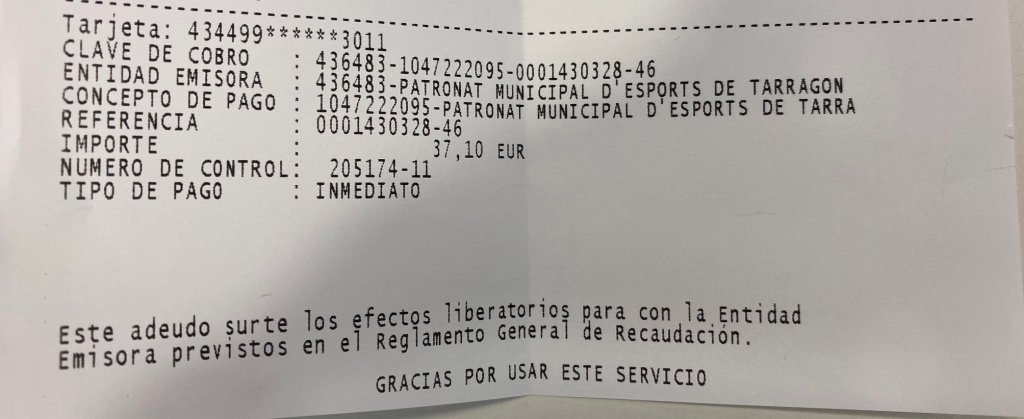 Tarjeta: 434499******3011
CLAVE DE COBRO : 436483-1047222095-0001430328-46
ENTIDAD EMISORA : 436483-PATRONAT MUNICIPAL D'ESPORTS DE TARRAGON
CONCEPTO DE PAGO : 1047222095-PATRONAT MUNICIPAL D'ESPORTS DE TARRA
REFERENCIA : 0001430328-46
IMPORTE : 37,10 EUR
NUMERO DE CONTROL: 205174-11
TIPO DE PAGO : INMEDIATO
Este adeudo surte los efectos liberatorios para con la Entidad
Emisora previstos en el Reglamento General de Recaudación.
GRACIAS POR USAR ESTE SERVICIO